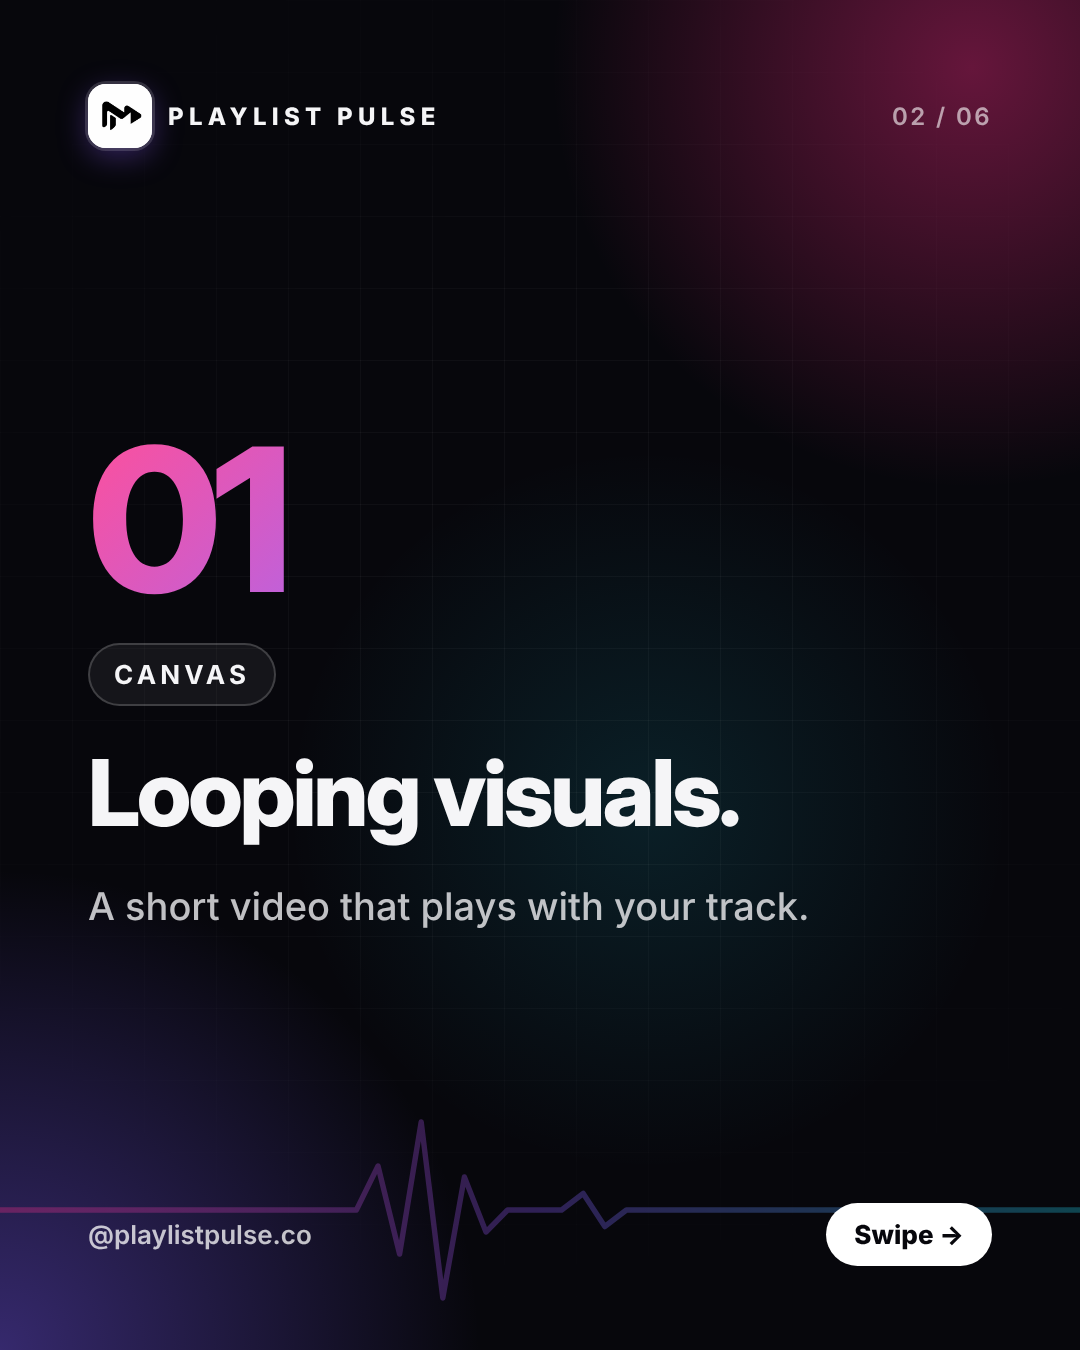 PLAYLIST PULSE
02 / 06
01
CANVAS
Looping visuals.
A short video that plays with your track.
@playlistpulse.co
Swipe →